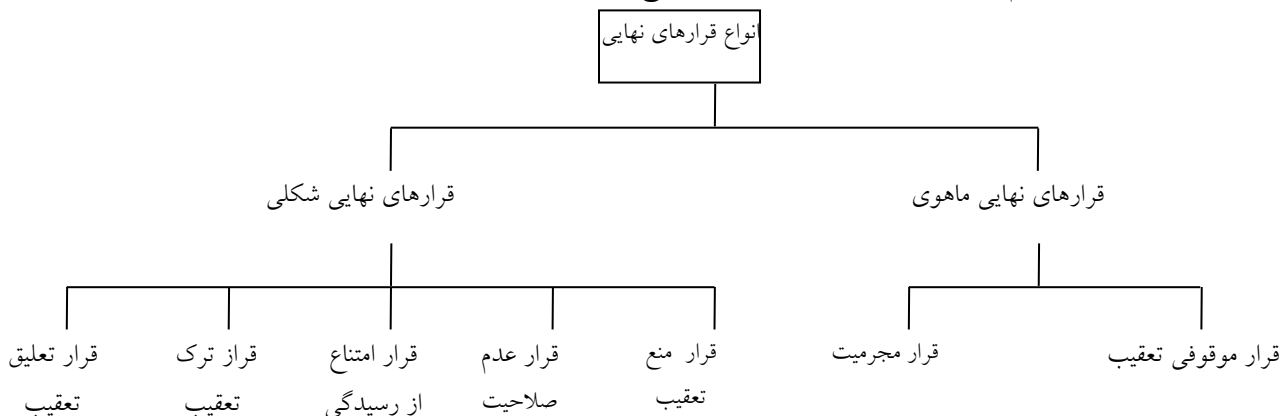 انواع قرارهای نهایی
قرارهای نهایی ماهوی
قرارهای نهایی شکلی
قرار موقوفی تعقیب
قرار مجرمیت
قرار منع
تعقیب
قرار عدم
صلاحیت
قرار امتناع
از رسیدگی
قراز ترک
تعقیب
قرار تعلیق
تعقیب